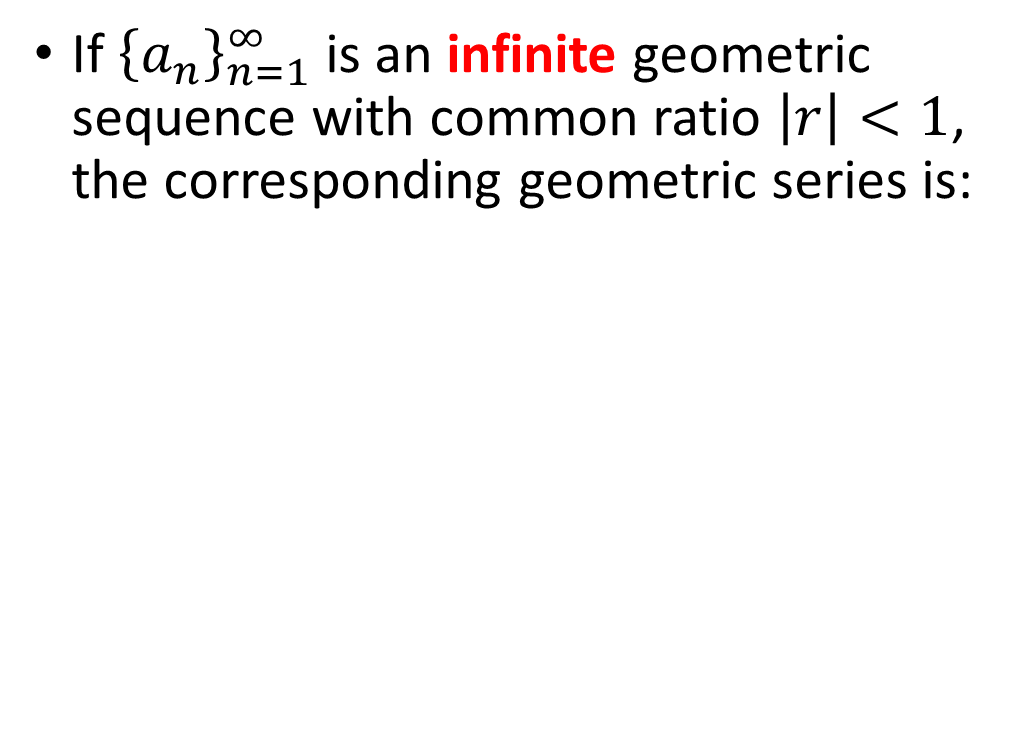 • If {aₙ}ₙ₌₁^∞ is an infinite geometric
sequence with common ratio |r| < 1,
the corresponding geometric series is: